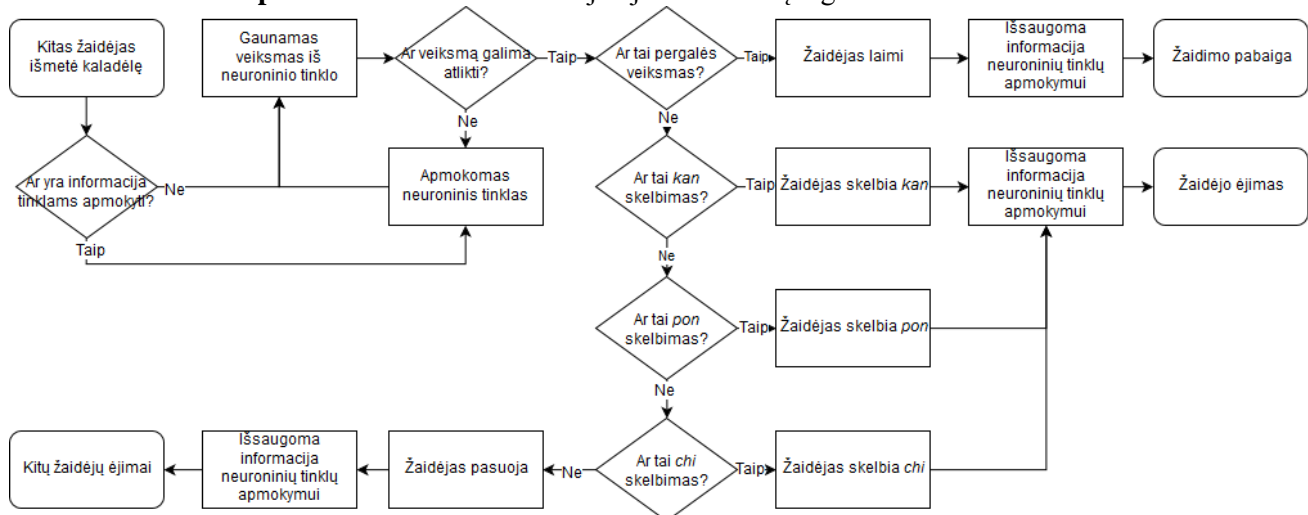 Kitas žaidėjas
išmetė kaladėlę
Gaunamas
veiksmas iš
neuroninio tinklo
Ar veiksmą galima
atlikti?
Taip
Ar tai pergalės
veiksmas?
Taip
Žaidėjas laimi
Išsaugoma
informacija
neuroninių tinklų
apmokymui
Žaidimo pabaiga
Ne
Ne
Ar yra informacija
tinklams apmokyti?
Ne
Apmokomas
neuroninis tinklas
Ar tai kan
skelbimas?
Taip
Žaidėjas skelbia kan
Išsaugoma
informacija
neuroninių tinklų
apmokymui
Žaidėjo ėjimas
Taip
Ne
Ar tai pon
skelbimas?
Taip
Žaidėjas skelbia pon
Ne
Kitų žaidėjų ėjimai
Išsaugoma
informacija
neuroninių tinklų
apmokymui
Žaidėjas pasuoja
Ne
Ar tai chi
skelbimas?
Taip
Žaidėjas skelbia chi